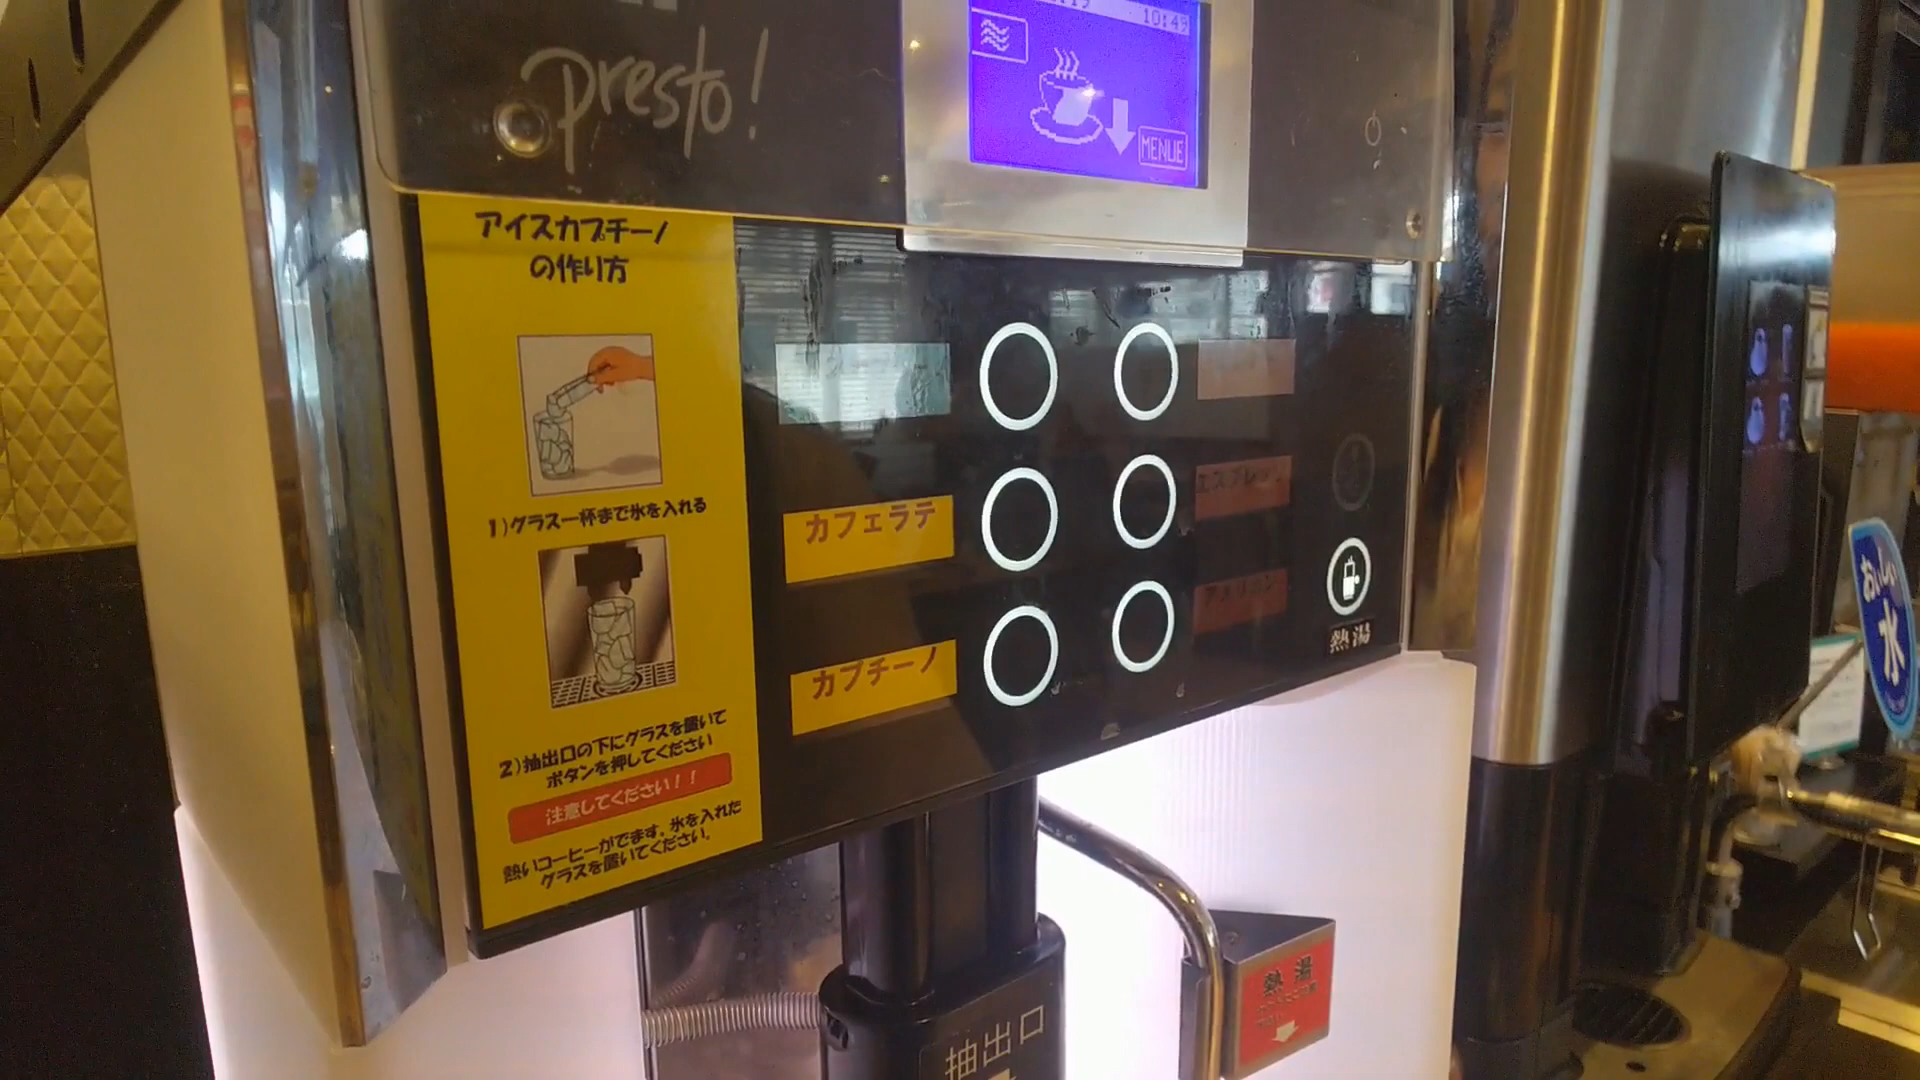 presto!
10:49
MENUE
アイスカプチーノ
の作り方
1)グラス一杯まで氷を入れる
2)抽出口の下にグラスを置いて
ボタンを押してください
注意してください!!
熱いコーヒーがでます。氷を入れた
グラスを置いてください。
カフェラテ
カプチーノ
エスプレッソ
アメリカン
熱湯
抽出口
熱湯
おいしい
水